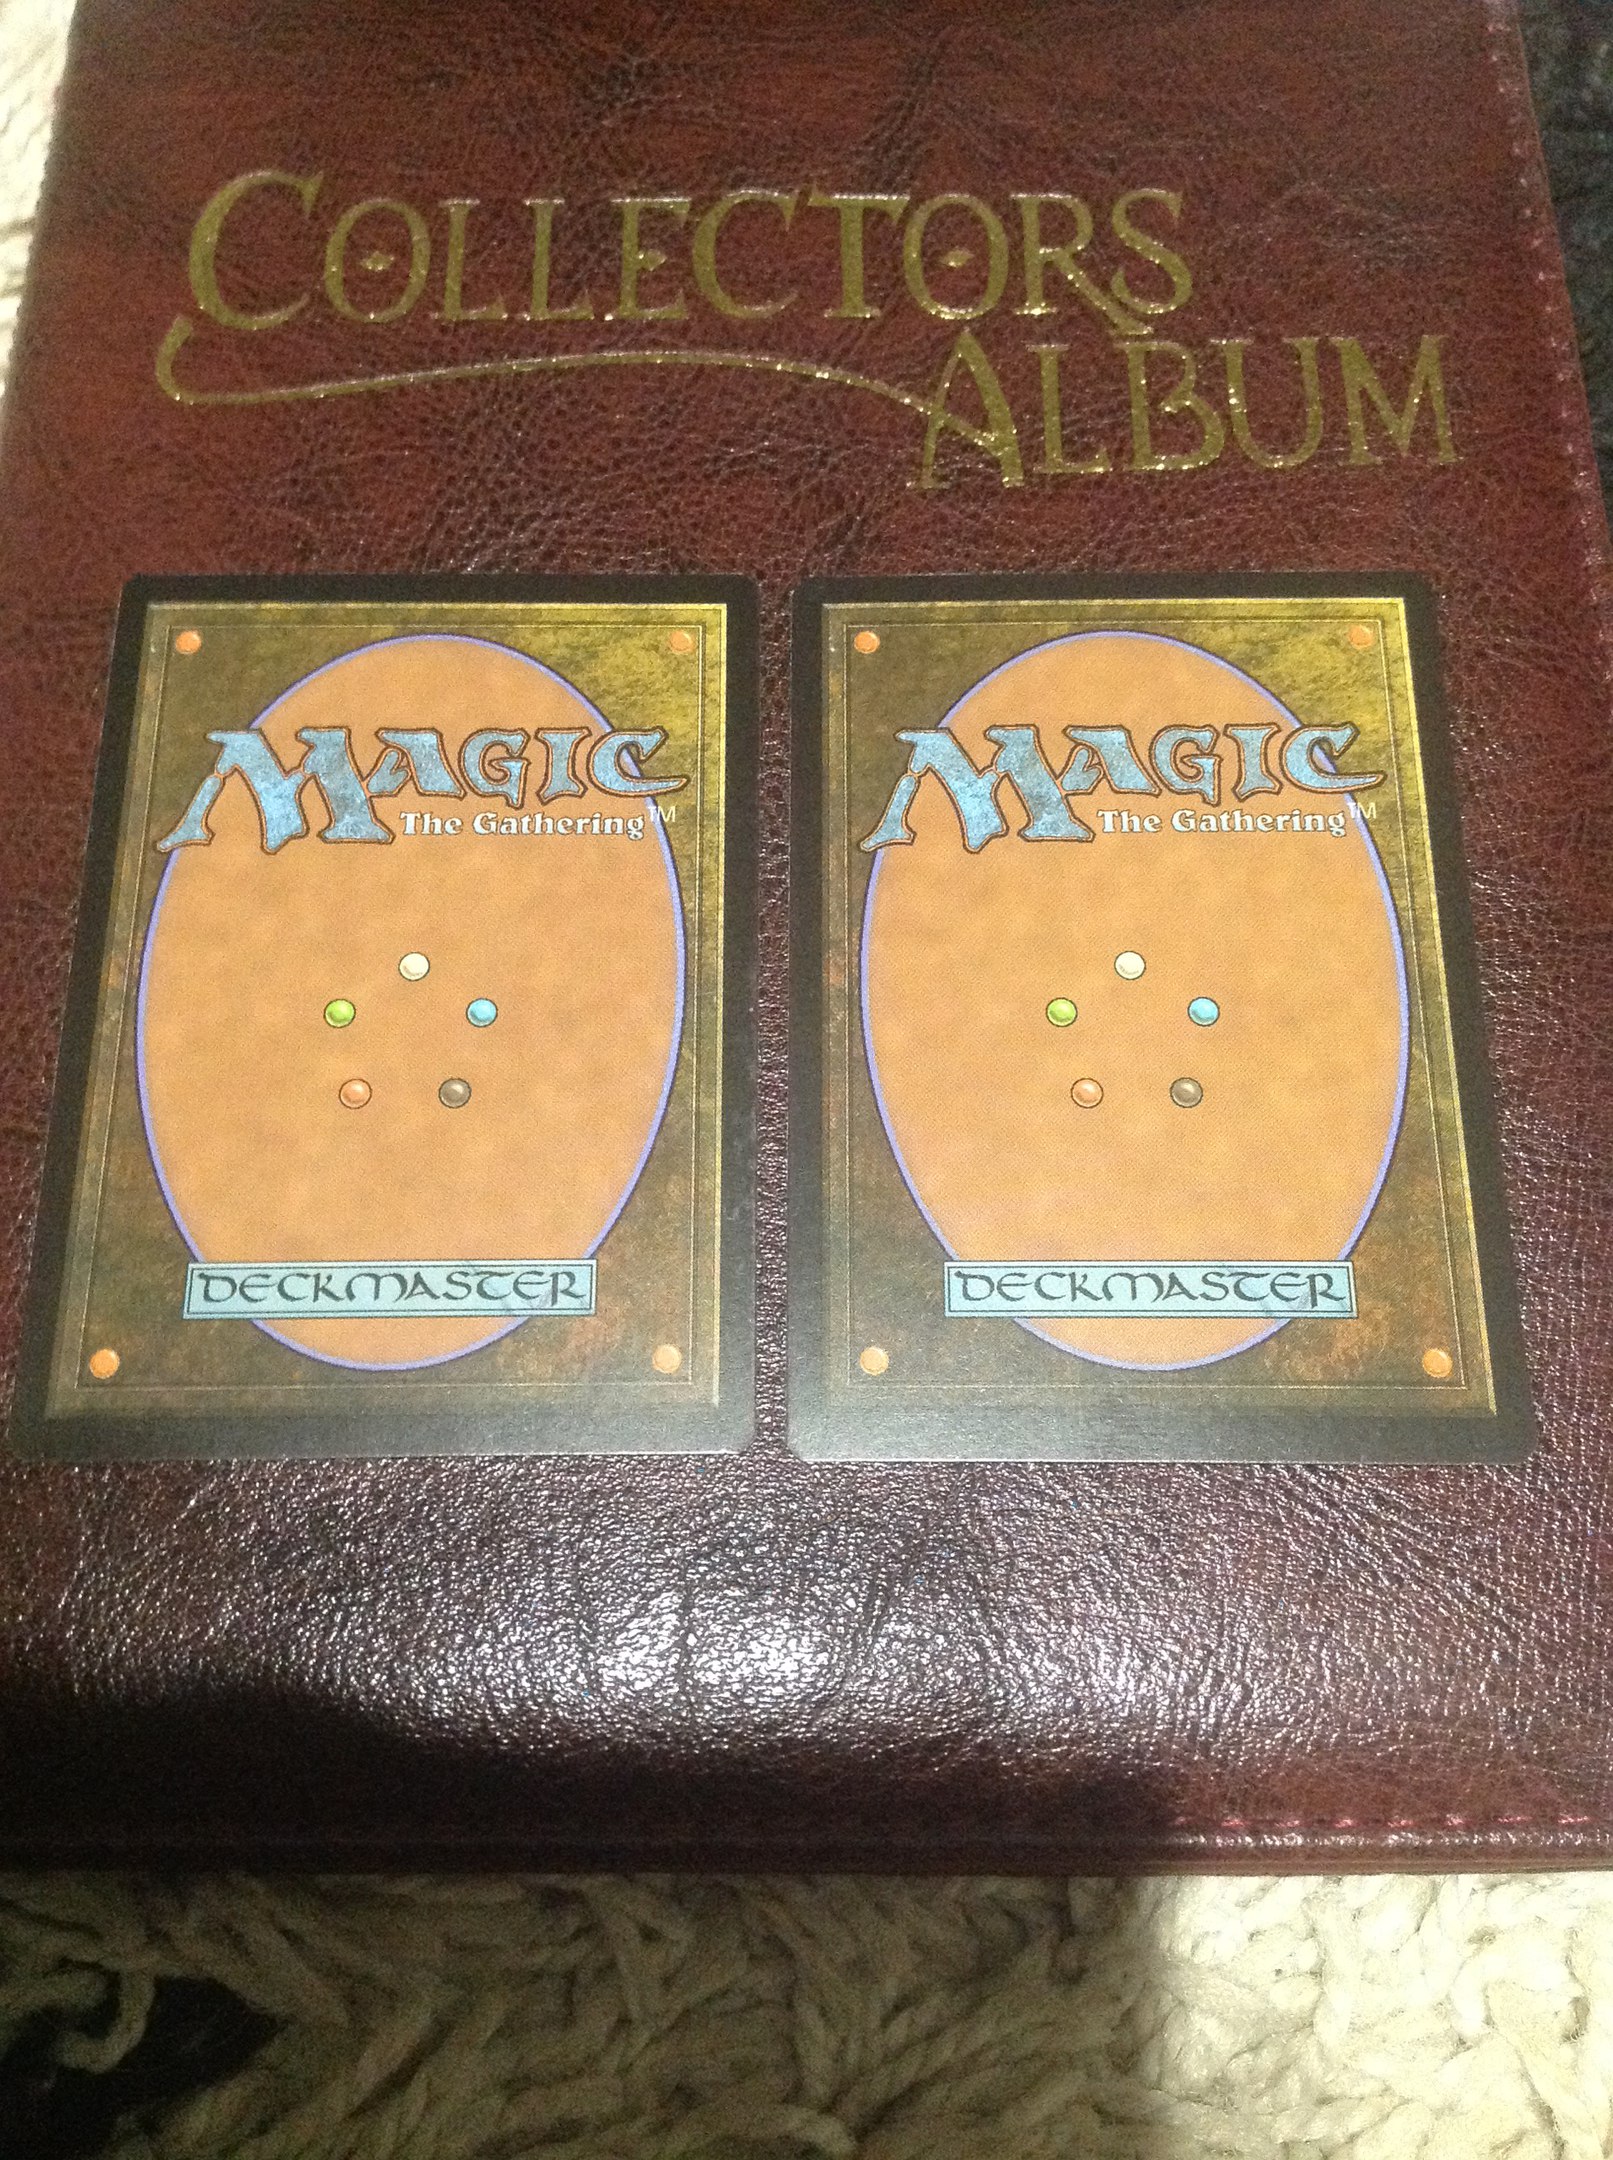 COLLECTORS
ALBUM
MAGIC
The Gathering™
DECKMASTER
MAGIC
The Gathering™
DECKMASTER